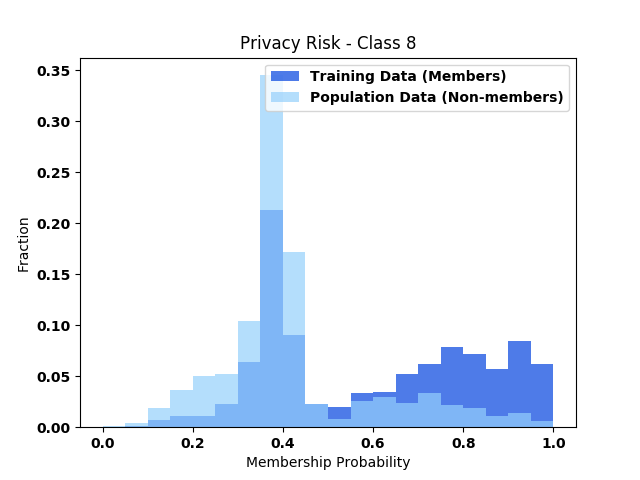 Privacy Risk - Class 8
Training Data (Members)
Population Data (Non-members)
Fraction
0.35
0.30
0.25
0.20
0.15
0.10
0.05
0.00
0.0 0.2 0.4 0.6 0.8 1.0
Membership Probability